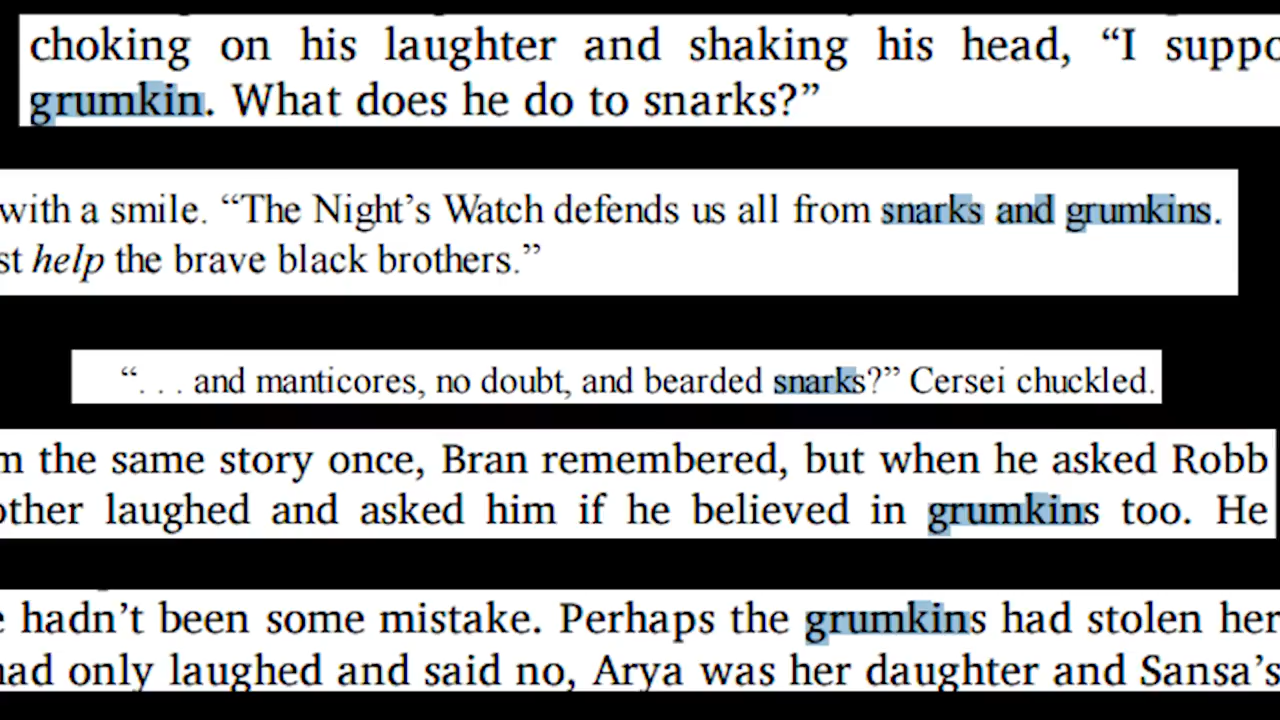 choking on his laughter and shaking his head, “I
grumkin. What does he do to snarks?”
with a smile. “The Night’s Watch defends us all from snarks and grumkins.
help the brave black brothers.”
“. . . and manticores, no doubt, and bearded snarks?” Cersei chuckled.
the same story once, Bran remembered, but when he asked Robb
laughed and asked him if he believed in grumkins too. He
hadn’t been some mistake. Perhaps the grumkins had stolen her
only laughed and said no, Arya was her daughter and Sansa’s